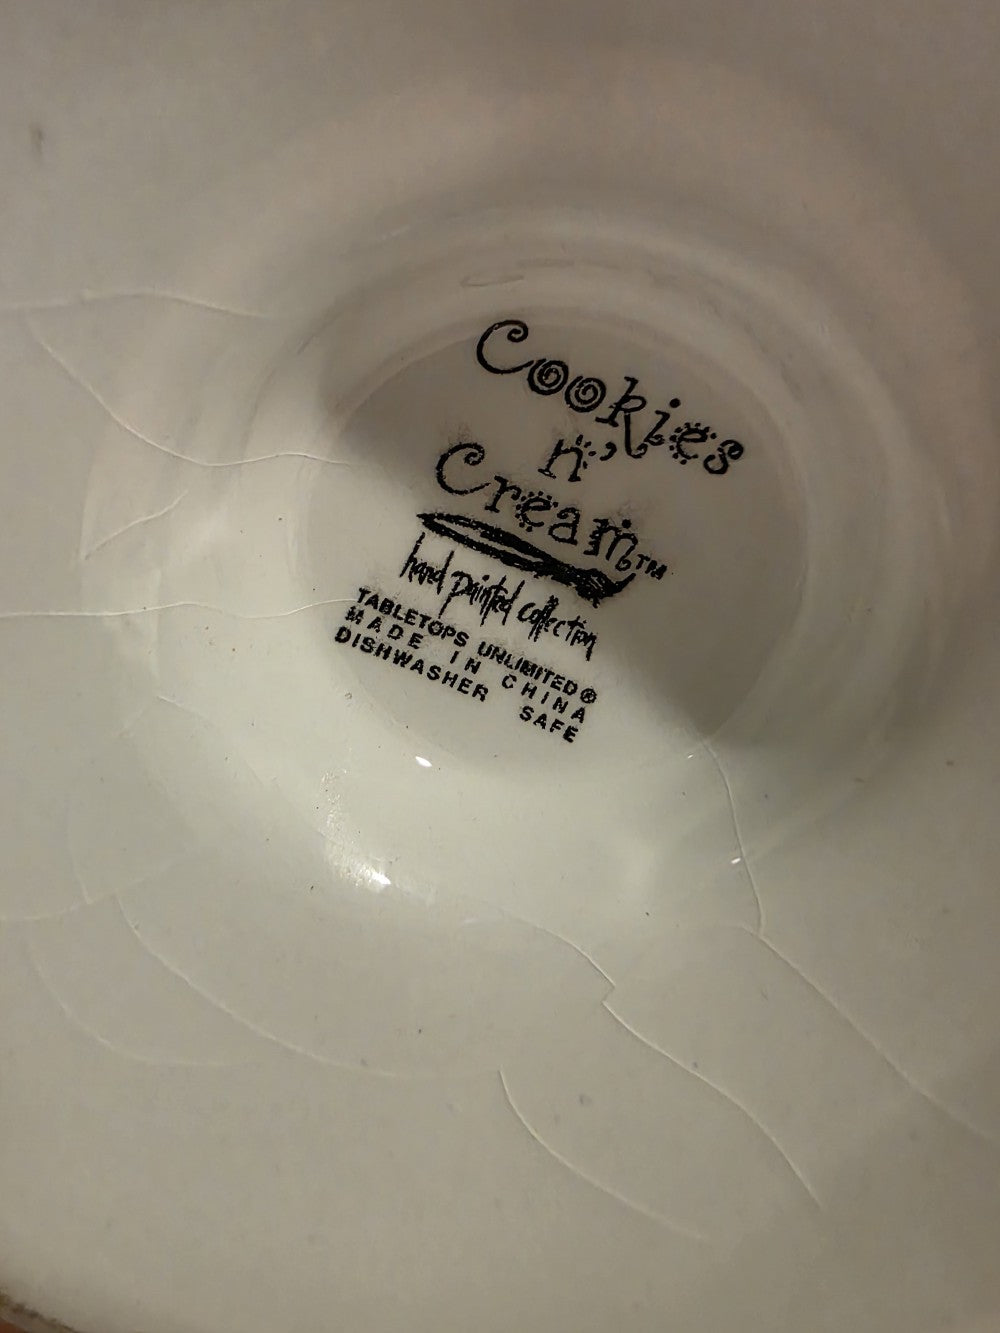 Cookies
n'
Cream™
hand painted collection
TABLETOPS UNLIMITED®
MADE IN CHINA
DISHWASHER SAFE